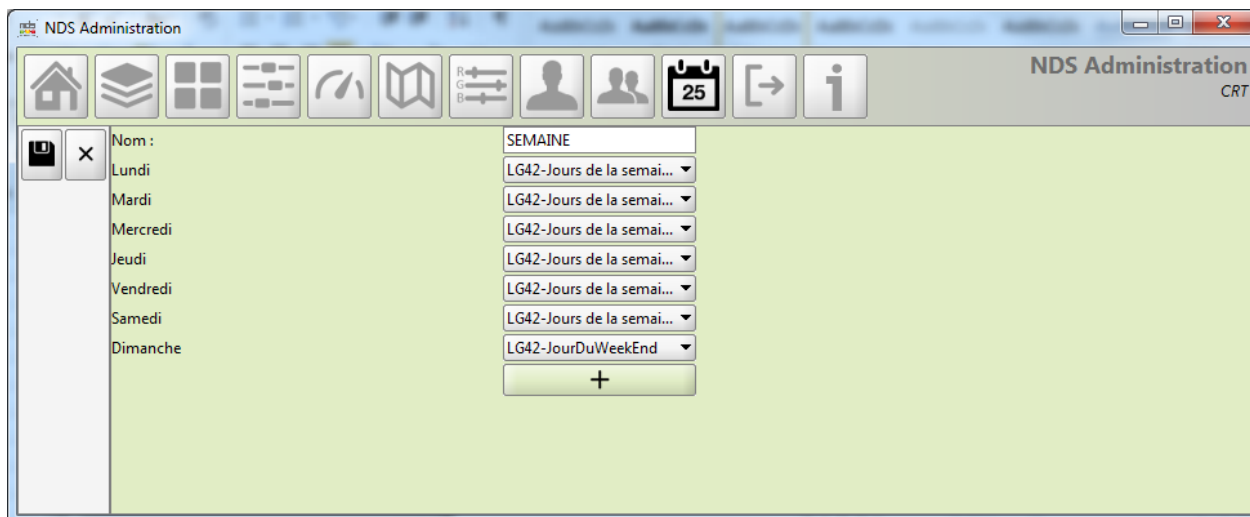 NDS Administration
NDS Administration
CRT
R
G
B
25
Nom : SEMAINE
Lundi LG42-Jours de la semai...
Mardi LG42-Jours de la semai...
Mercredi LG42-Jours de la semai...
Jeudi LG42-Jours de la semai...
Vendredi LG42-Jours de la semai...
Samedi LG42-Jours de la semai...
Dimanche LG42-JourDuWeekEnd